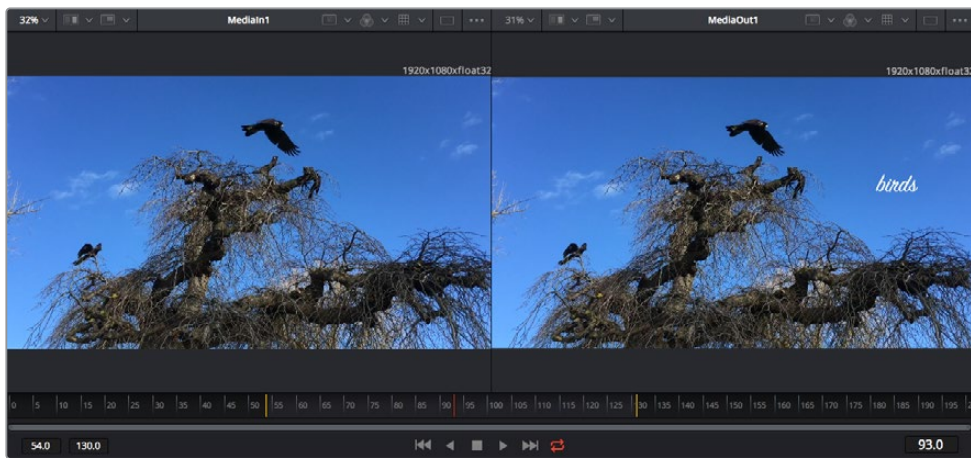 32% MediaIn1 31% MediaOut1
1920x1080xfloat32 1920x1080xfloat32
birds
0 5 10 15 20 25 30 35 40 45 50 55 60 65 70 75 80 85 90 95 100 105 110 115 120 125 130 135 140 145 150 155 160 165 170 175 180 185 190 195
54.0 130.0 93.0